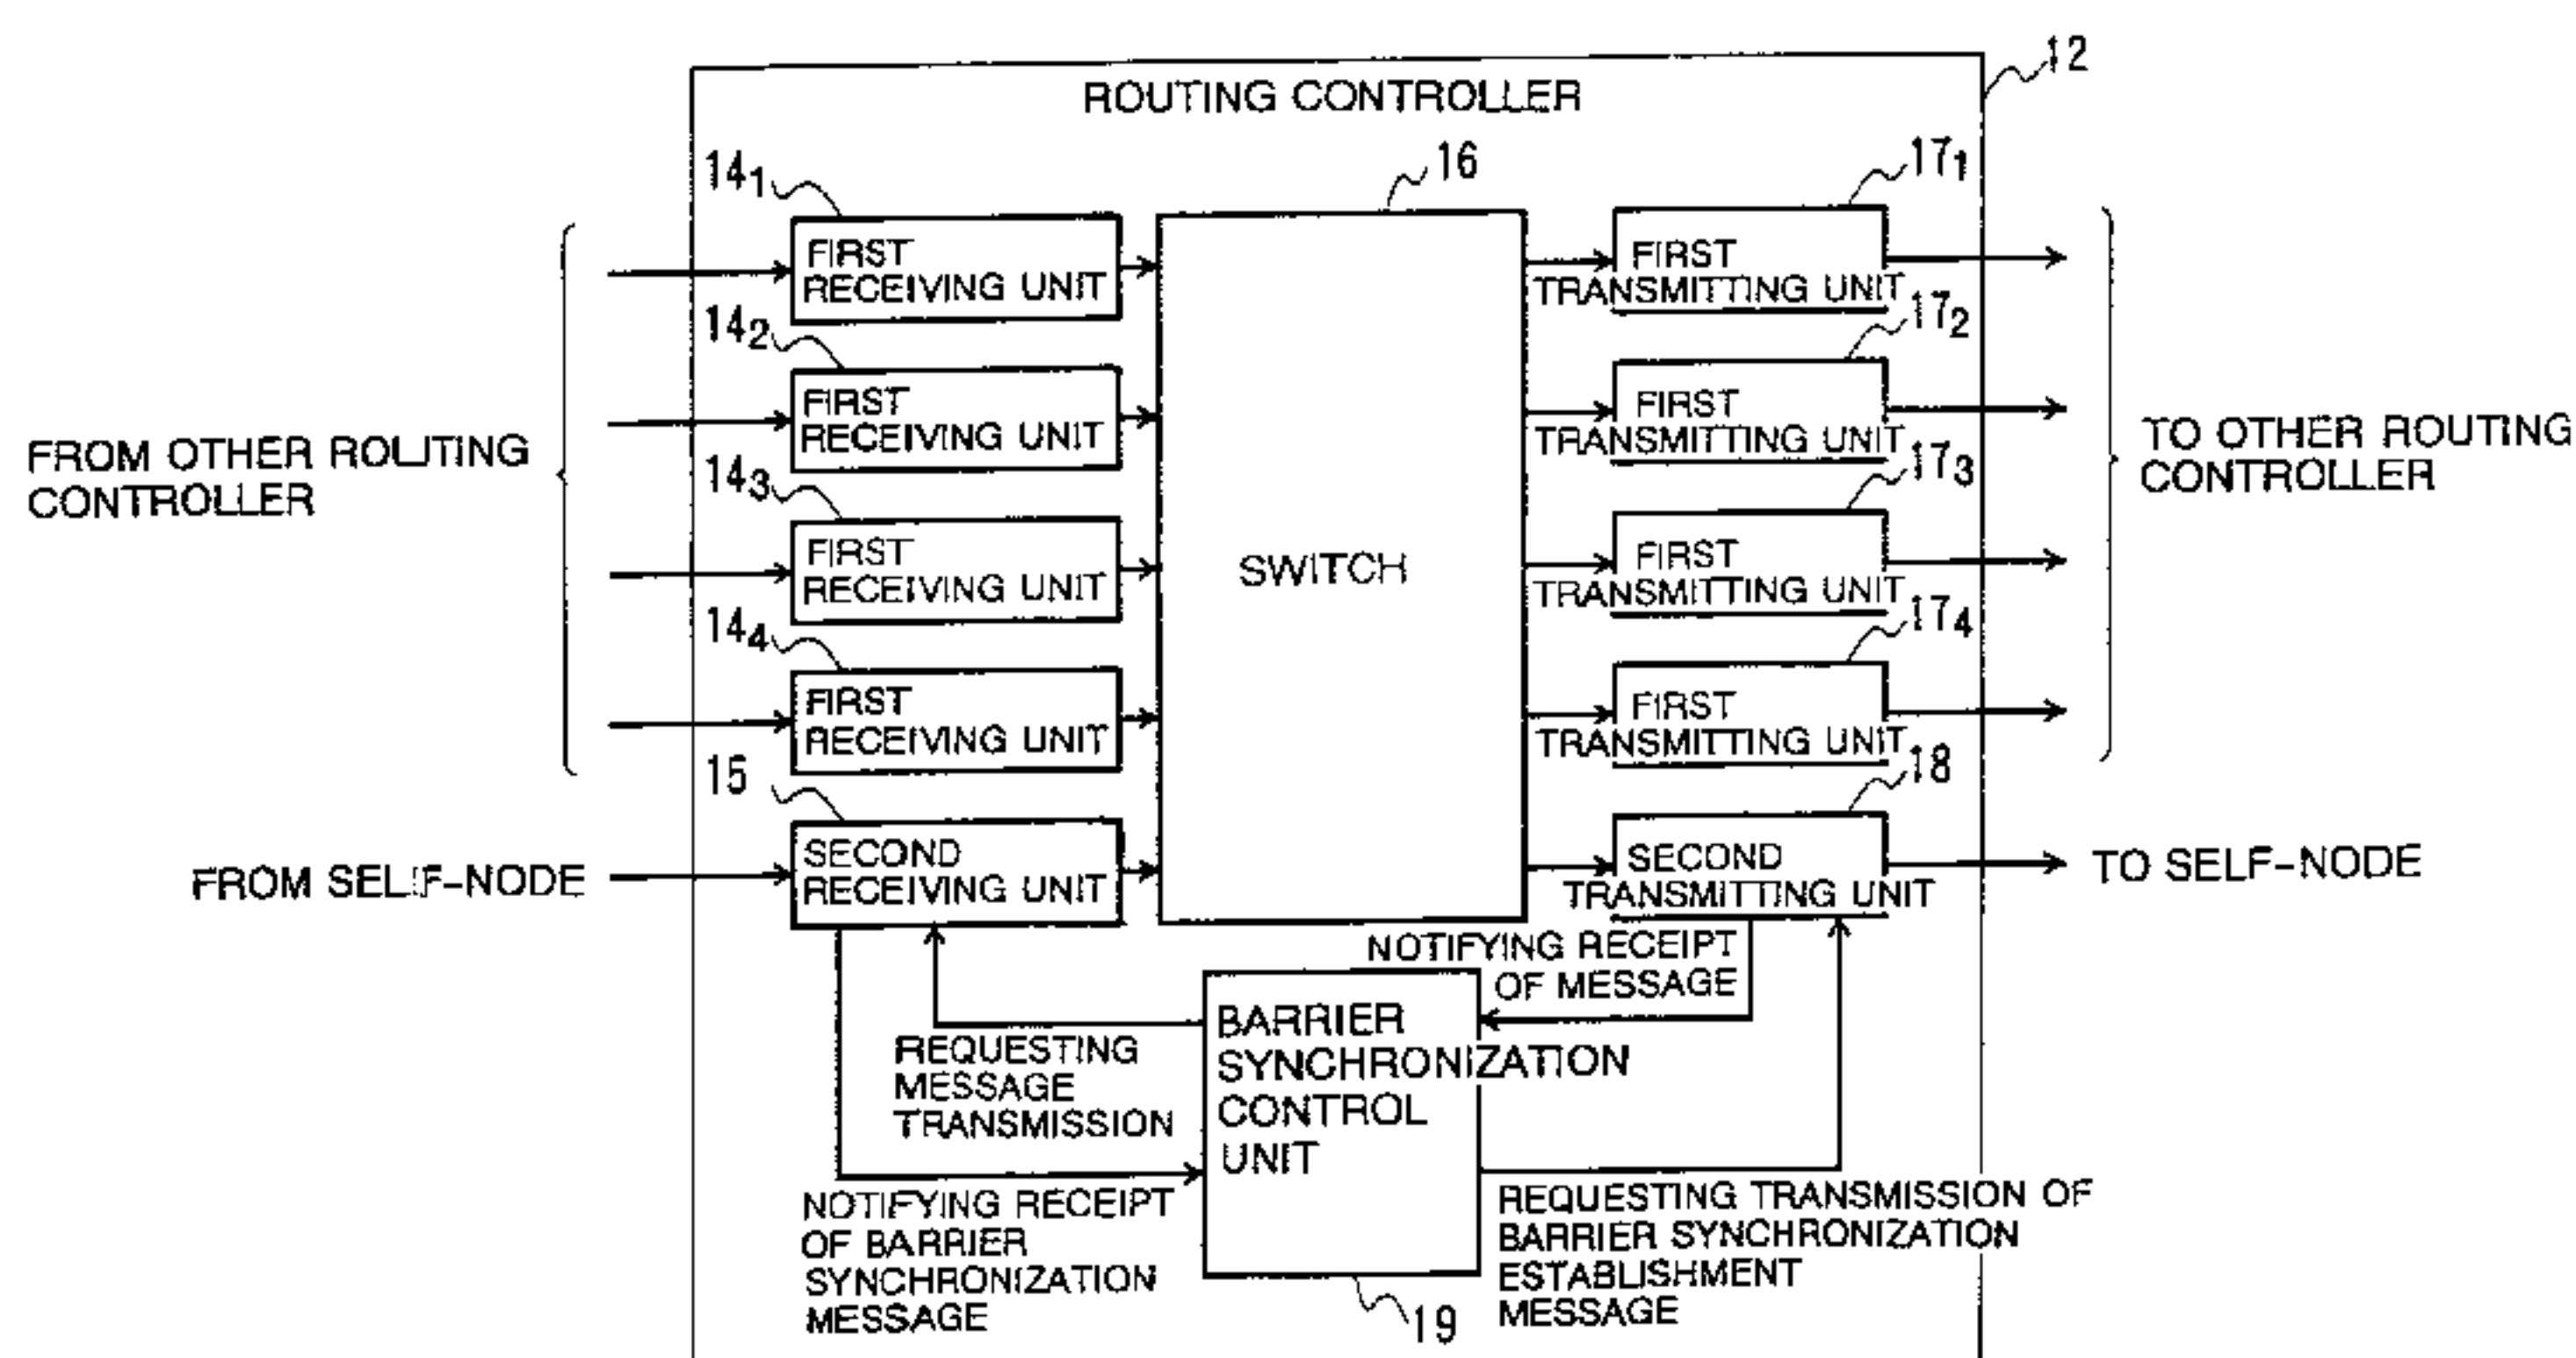 12
ROUTING CONTROLLER
14₁
16
17₁
FIRST
RECEIVING UNIT
FIRST
TRANSMITTING UNIT
14₂
17₂
FIRST
RECEIVING UNIT
FIRST
TRANSMITTING UNIT
FROM OTHER ROUTING
CONTROLLER
TO OTHER ROUTING
CONTROLLER
14₃
17₃
FIRST
RECEIVING UNIT
SWITCH
FIRST
TRANSMITTING UNIT
14₄
17₄
FIRST
RECEIVING UNIT
FIRST
TRANSMITTING UNIT
15
18
FROM SELF-NODE
SECOND
RECEIVING UNIT
SECOND
TRANSMITTING UNIT
TO SELF-NODE
NOTIFYING RECEIPT
OF MESSAGE
REQUESTING
MESSAGE
TRANSMISSION
BARRIER
SYNCHRONIZATION
CONTROL
UNIT
NOTIFYING RECEIPT
OF BARRIER
SYNCHRONIZATION
MESSAGE
REQUESTING TRANSMISSION OF
BARRIER SYNCHRONIZATION
ESTABLISHMENT
MESSAGE
19